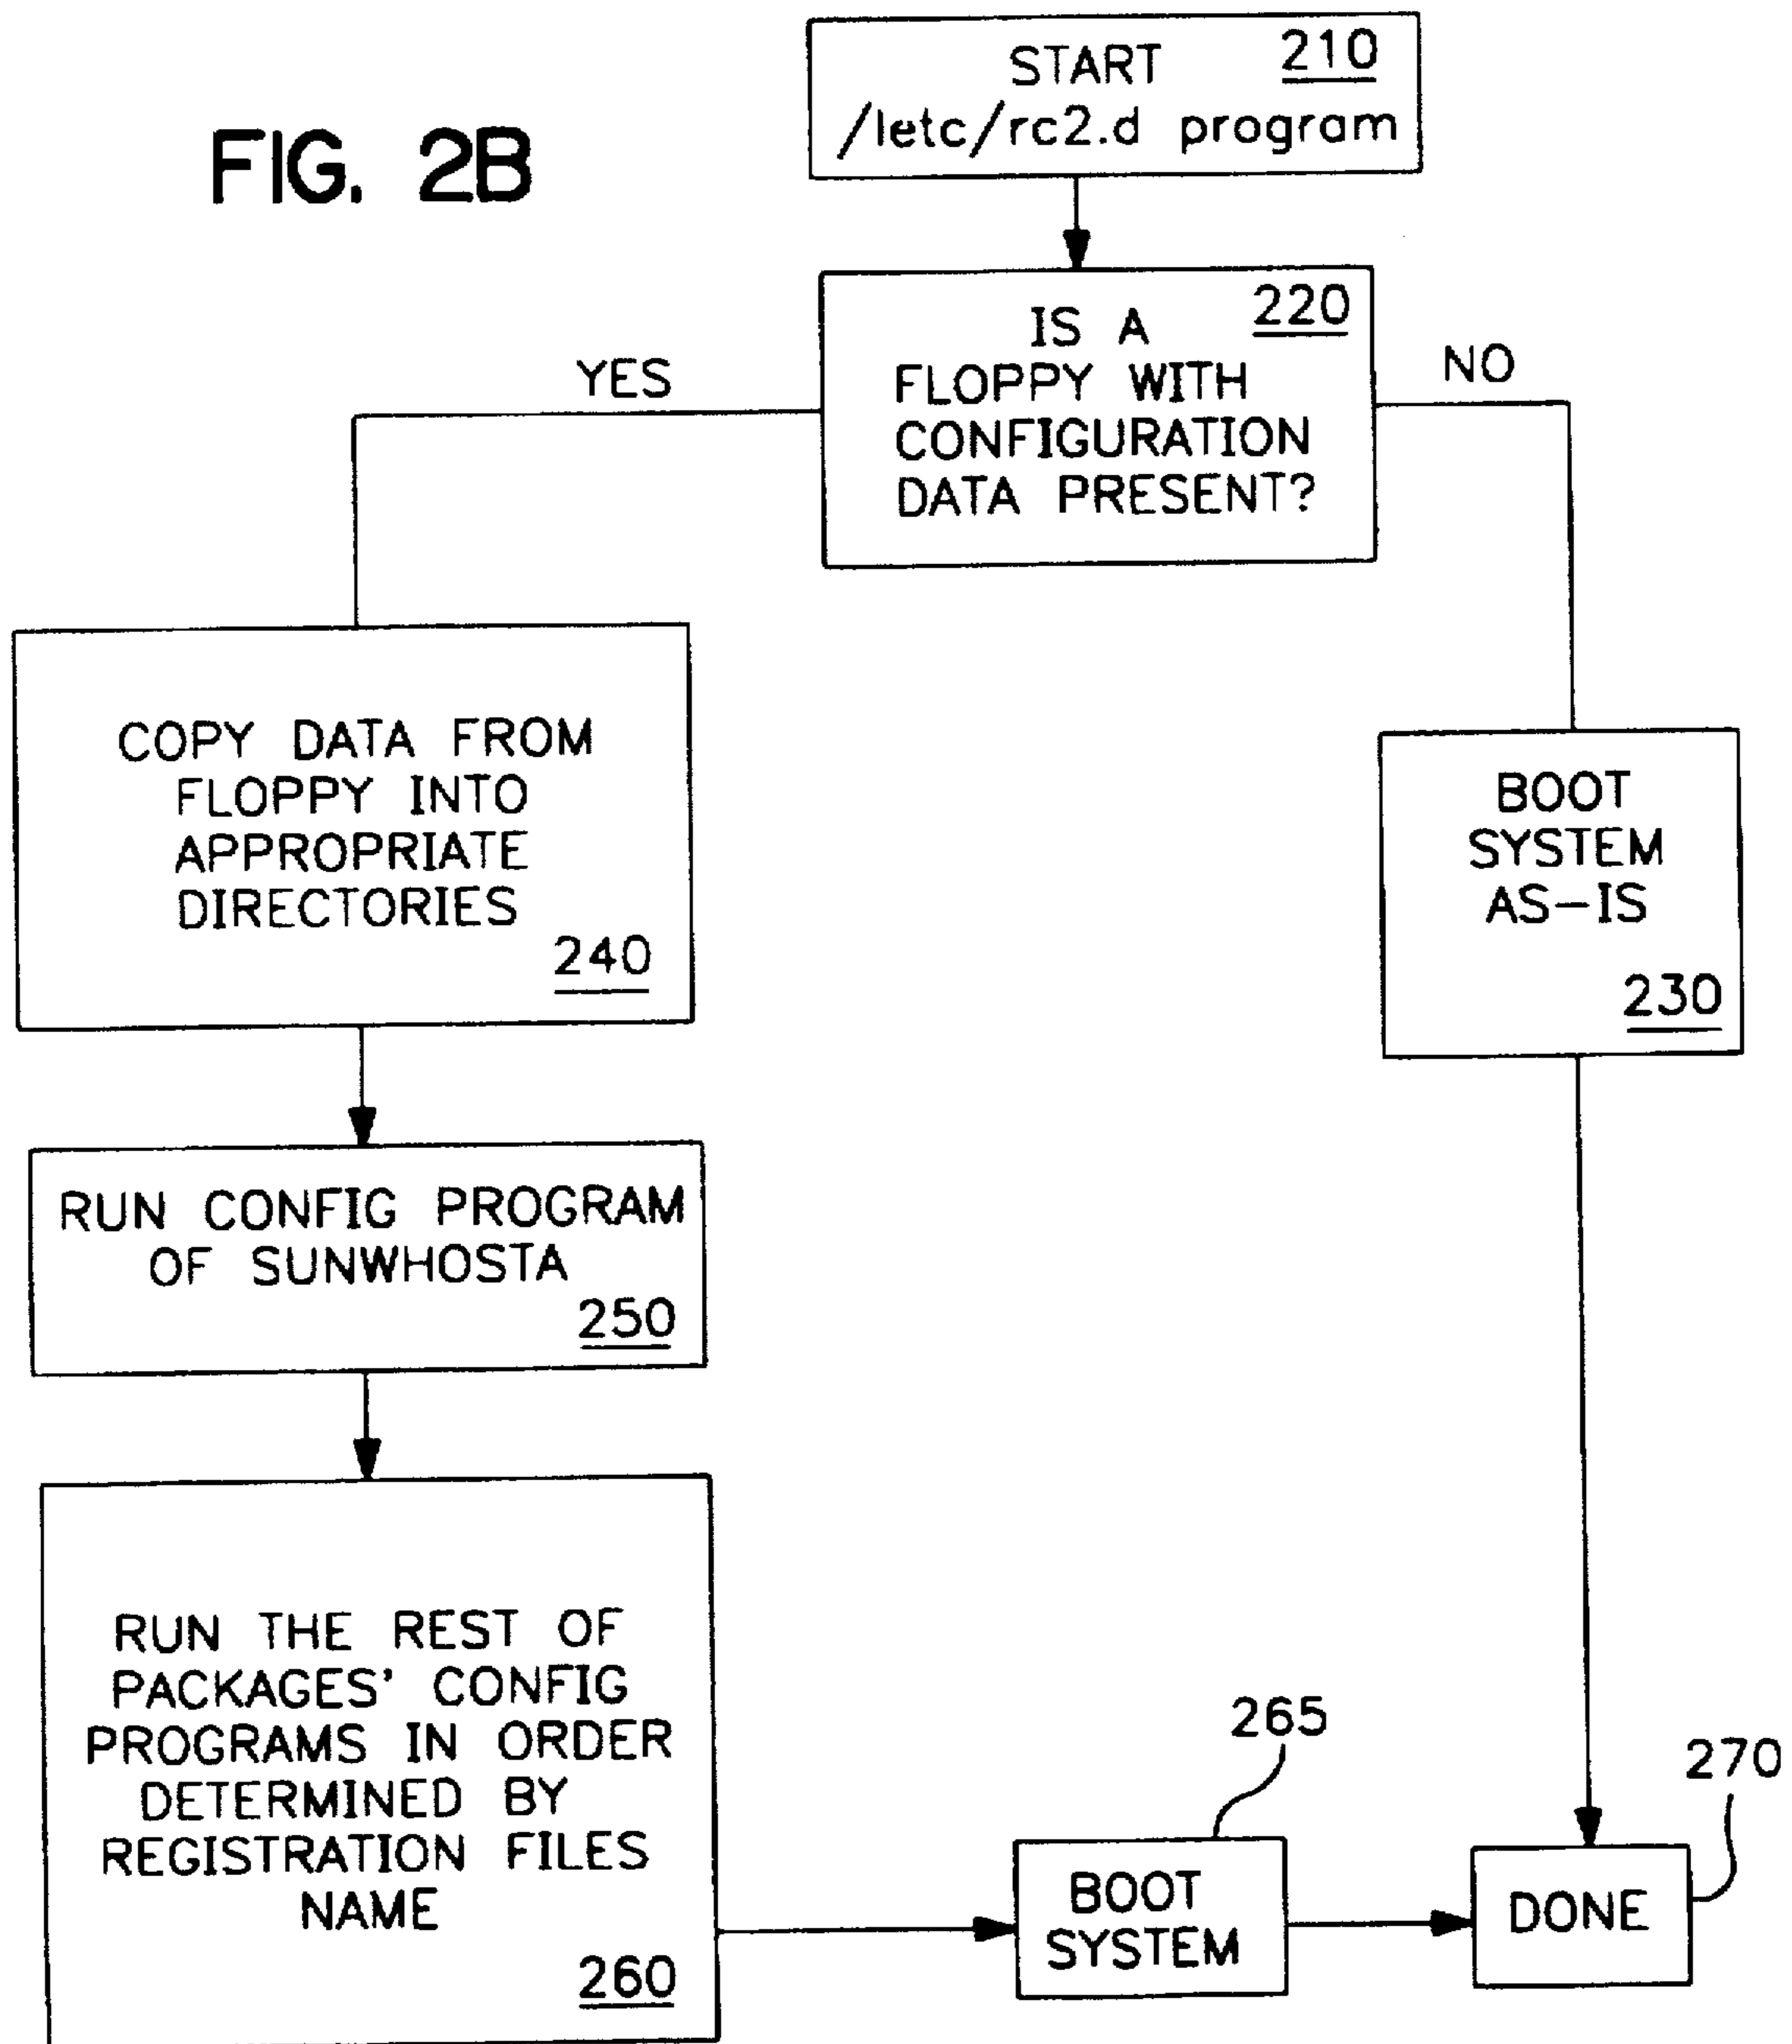 FIG. 2B
START 210
/letc/rc2.d program
IS A 220
FLOPPY WITH
CONFIGURATION
DATA PRESENT?
YES
NO
COPY DATA FROM
FLOPPY INTO
APPROPRIATE
DIRECTORIES
240
BOOT
SYSTEM
AS-IS
230
RUN CONFIG PROGRAM
OF SUNWHOSTA
250
RUN THE REST OF
PACKAGES' CONFIG
PROGRAMS IN ORDER
DETERMINED BY
REGISTRATION FILES
NAME
260
265
BOOT
SYSTEM
270
DONE